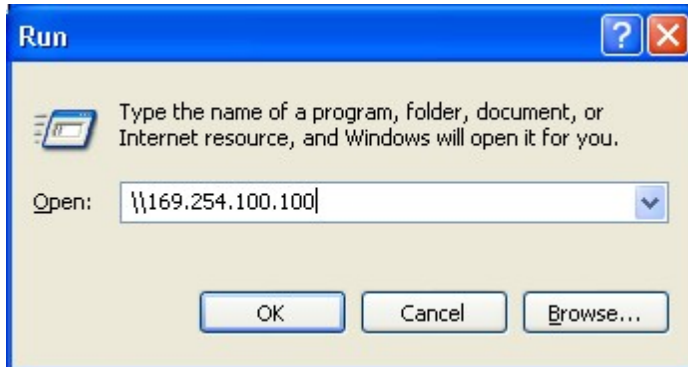 Run
Type the name of a program, folder, document, or
Internet resource, and Windows will open it for you.
Open: \\169.254.100.100
OK Cancel Browse...